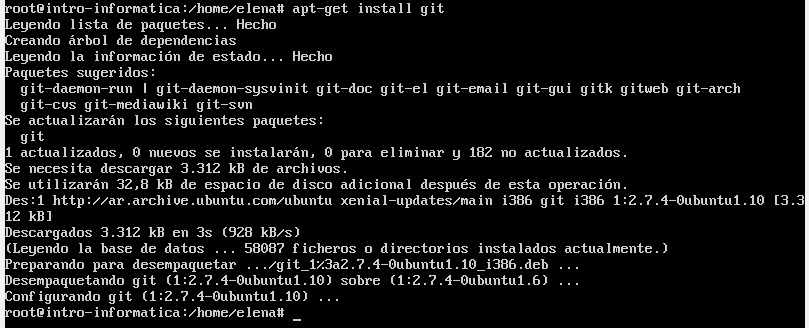 root@intro-informatica:/home/elena# apt-get install git
Leyendo lista de paquetes... Hecho
Creando árbol de dependencias
Leyendo la información de estado... Hecho
Paquetes sugeridos:
  git-daemon-run | git-daemon-sysvinit git-doc git-el git-email git-gui gitk gitweb git-arch
  git-cvs git-mediawiki git-svn
Se actualizarán los siguientes paquetes:
  git
1 actualizados, 0 nuevos se instalarán, 0 para eliminar y 182 no actualizados.
Se necesita descargar 3.312 kB de archivos.
Se utilizarán 32,8 kB de espacio de disco adicional después de esta operación.
Des:1 http://ar.archive.ubuntu.com/ubuntu xenial-updates/main i386 git i386 1:2.7.4-0ubuntu1.10 [3.3
12 kB]
Descargados 3.312 kB en 3s (928 kB/s)
(Leyendo la base de datos ... 58087 ficheros o directorios instalados actualmente.)
Preparando para desempaquetar .../git_1%3a2.7.4-0ubuntu1.10_i386.deb ...
Desempaquetando git (1:2.7.4-0ubuntu1.10) sobre (1:2.7.4-0ubuntu1.6) ...
Configurando git (1:2.7.4-0ubuntu1.10) ...
root@intro-informatica:/home/elena# _